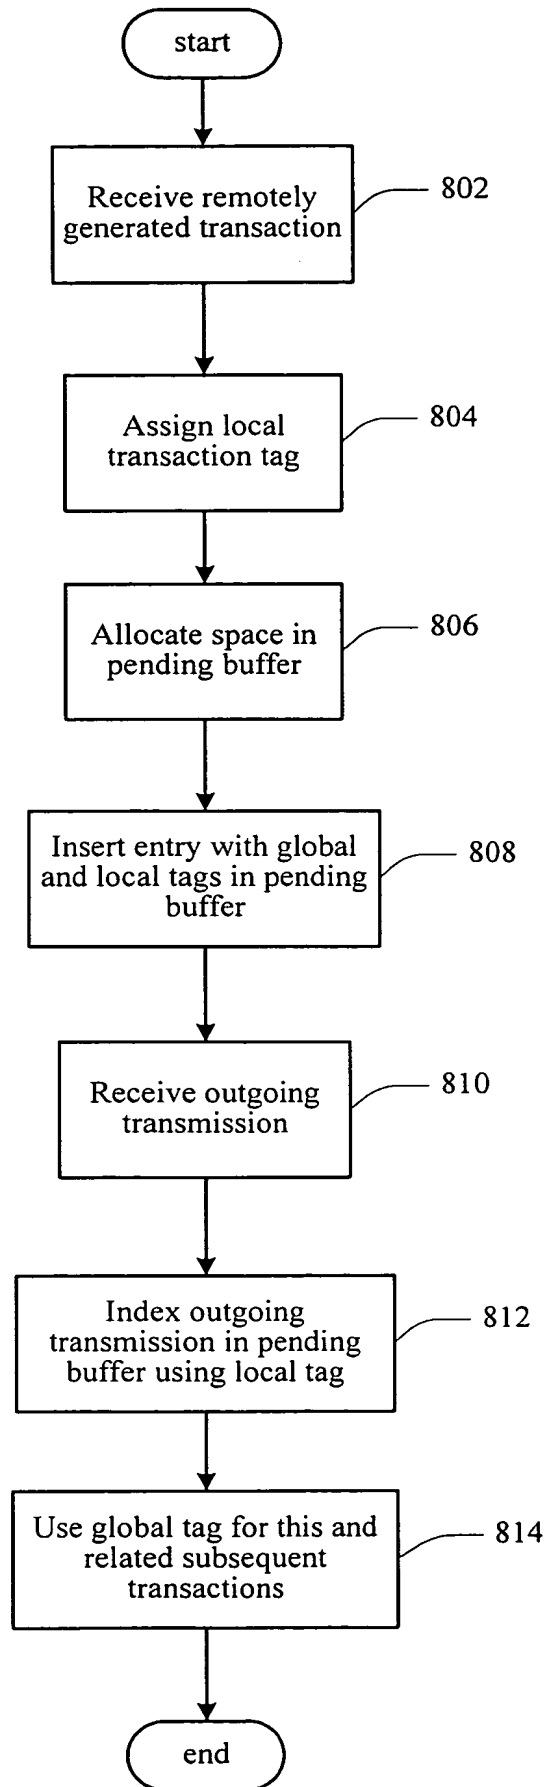 start
Receive remotely
generated transaction
802
Assign local
transaction tag
804
Allocate space in
pending buffer
806
Insert entry with global
and local tags in pending
buffer
808
Receive outgoing
transmission
810
Index outgoing
transmission in pending
buffer using local tag
812
Use global tag for this and
related subsequent
transactions
814
end